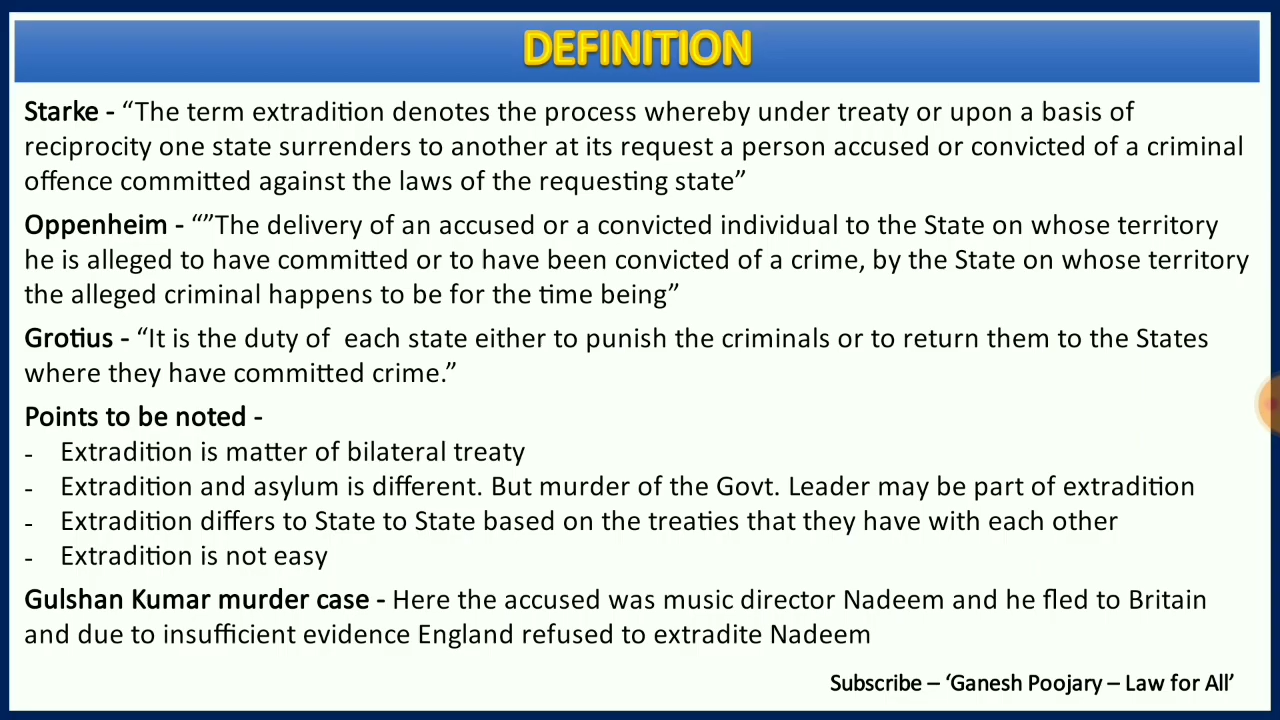 DEFINITION
Starke - “The term extradition denotes the process whereby under treaty or upon a basis of
reciprocity one state surrenders to another at its request a person accused or convicted of a criminal
offence committed against the laws of the requesting state”
Oppenheim - “”The delivery of an accused or a convicted individual to the State on whose territory
he is alleged to have committed or to have been convicted of a crime, by the State on whose territory
the alleged criminal happens to be for the time being”
Grotius - “It is the duty of  each state either to punish the criminals or to return them to the States
where they have committed crime.”
Points to be noted -
- Extradition is matter of bilateral treaty
- Extradition and asylum is different. But murder of the Govt. Leader may be part of extradition
- Extradition differs to State to State based on the treaties that they have with each other
- Extradition is not easy
Gulshan Kumar murder case - Here the accused was music director Nadeem and he fled to Britain
and due to insufficient evidence England refused to extradite Nadeem
Subscribe – ‘Ganesh Poojary – Law for All’